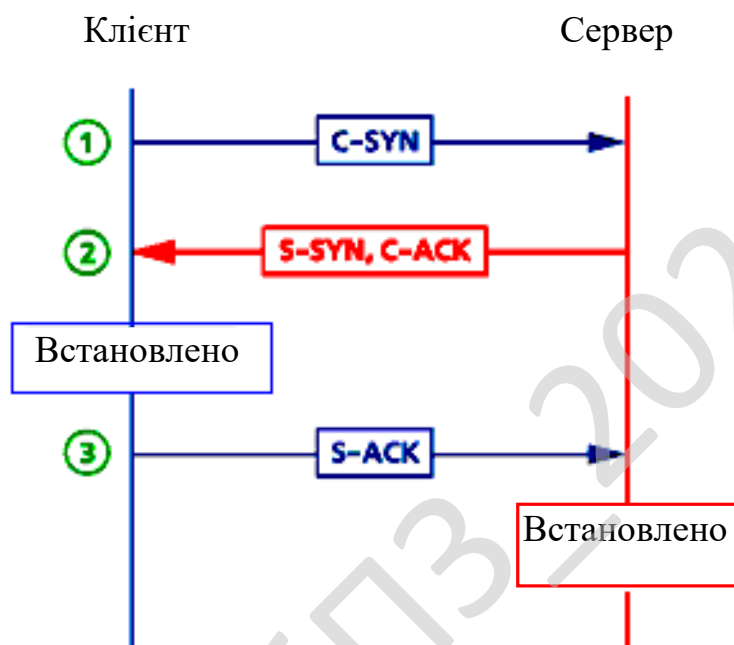 Клієнт Сервер
1 C-SYN
2 S-SYN, C-ACK
Встановлено
3 S-ACK
Встановлено